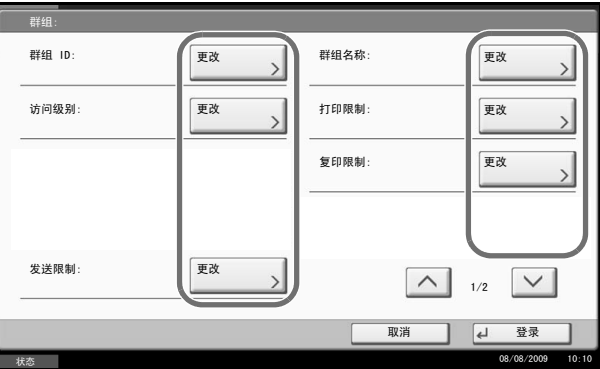 群组:
群组 ID: 更改
群组名称: 更改
访问级别: 更改
打印限制: 更改
复印限制: 更改
发送限制: 更改
1/2
取消 登录
状态 08/08/2009 10:10